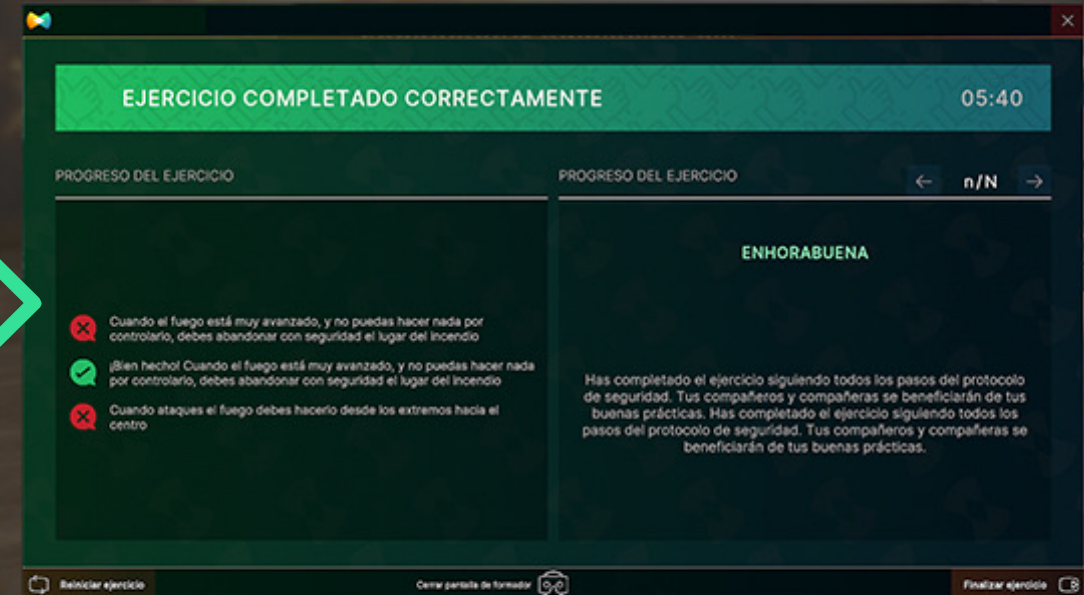 EJERCICIO COMPLETADO CORRECTAMENTE
05:40
PROGRESO DEL EJERCICIO
Cuando el fuego está muy avanzado, y no puedas hacer nada por
controlarlo, debes abandonar con seguridad el lugar del incendio
¡Bien hecho! Cuando el fuego está muy avanzado, y no puedas hacer nada
por controlarlo, debes abandonar con seguridad el lugar del incendio
Cuando ataques el fuego debes hacerlo desde los extremos hacia el
centro
PROGRESO DEL EJERCICIO
← n/N →
ENHORABUENA
Has completado el ejercicio siguiendo todos los pasos del protocolo
de seguridad. Tus compañeros y compañeras se beneficiarán de tus
buenas prácticas. Has completado el ejercicio siguiendo todos los
pasos del protocolo de seguridad. Tus compañeros y compañeras se
beneficiarán de tus buenas prácticas.
Reiniciar ejercicio
Cerrar pantalla de formador
Finalizar ejercicio